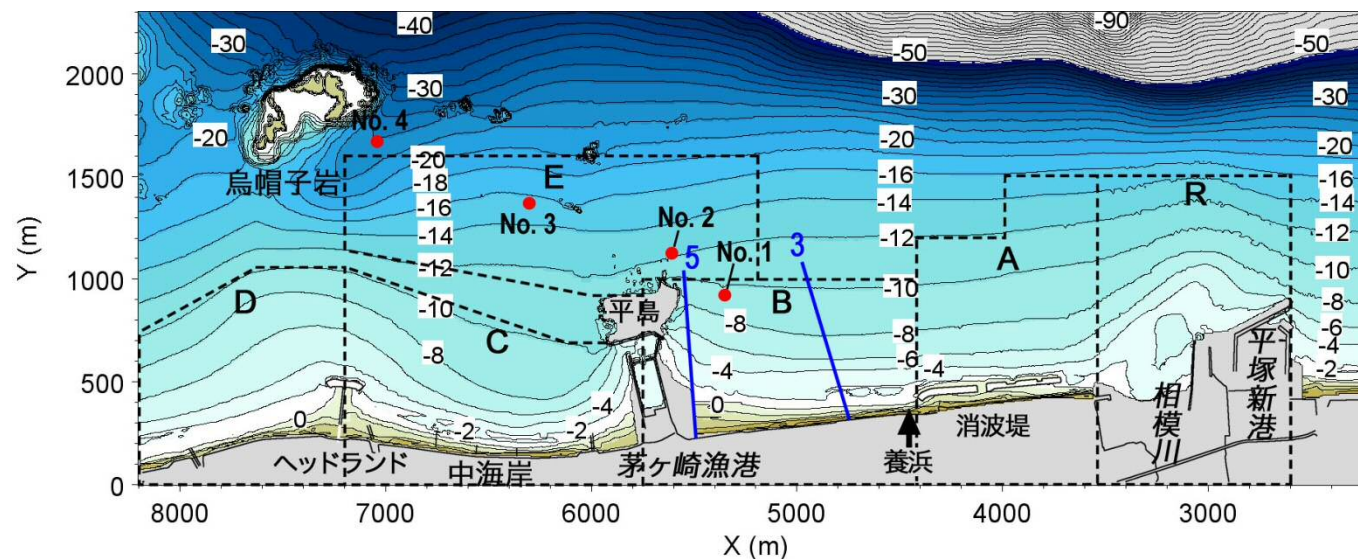 -30
-40
-90
-50
-50
2000
-30
-30
-30
No. 4
-20
-20
-20
-20
烏帽子岩
E
-18
-16
-16
R
1500
-16
No. 3
No. 2
-14
-14
-14
5
3
-12
-12
No. 1
-12
A
1000
-10
-10
D
-10
平島
B
-8
-8
-8
C
-8
-6
-6
-4
-4
-4
-2
平塚新港
相模川
500
-4
0
0
-2
-2
消波堤
ヘッドランド
中海岸
茅ヶ崎漁港
養浜
0
8000
7000
6000
5000
4000
3000
X (m)
Y (m)